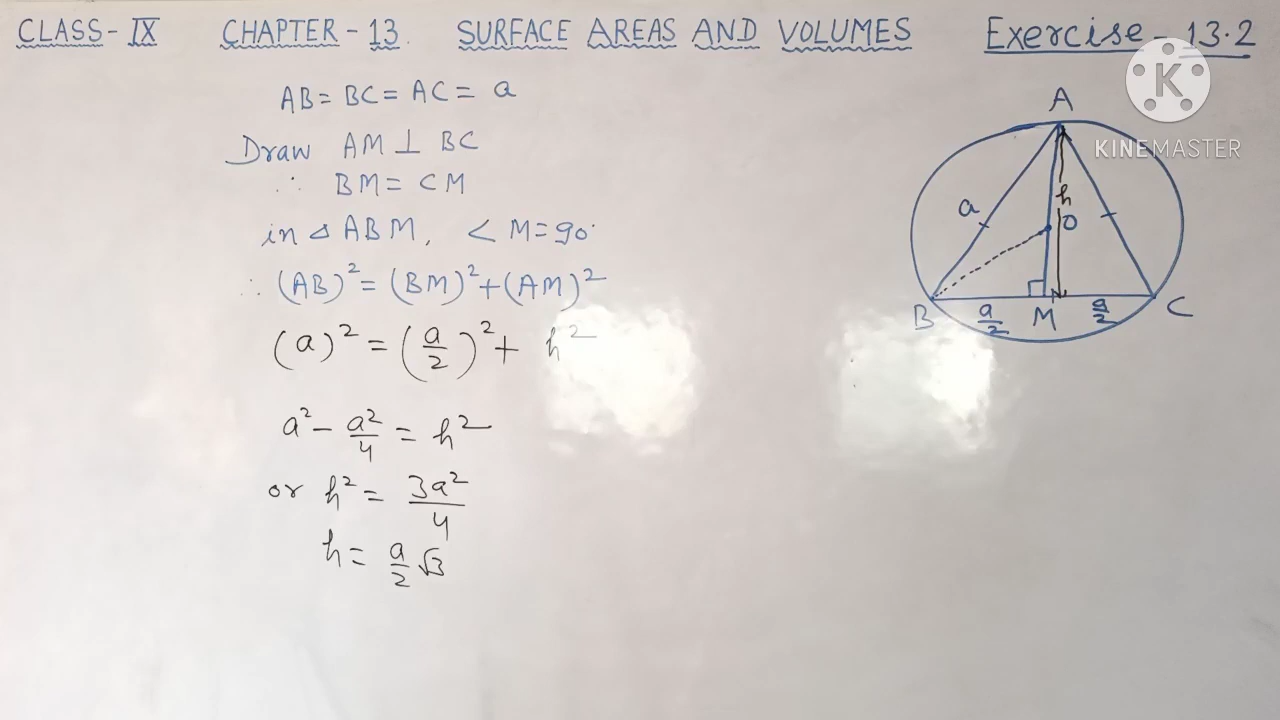 CLASS-IX CHAPTER-13. SURFACE AREAS AND VOLUMES Exercise-13.2
AB = BC = AC = a
Draw AM ⊥ BC
∴ BM = CM
in △ ABM, < M = 90°
∴ (AB)² = (BM)² + (AM)²
(a)² = (a/2)² + h²
a² - a²/4 = h²
or h² = 3a²/4
h = a/2 √3
K
KINEMASTER
A
a
h
O
B
a/2
M
a/2
C